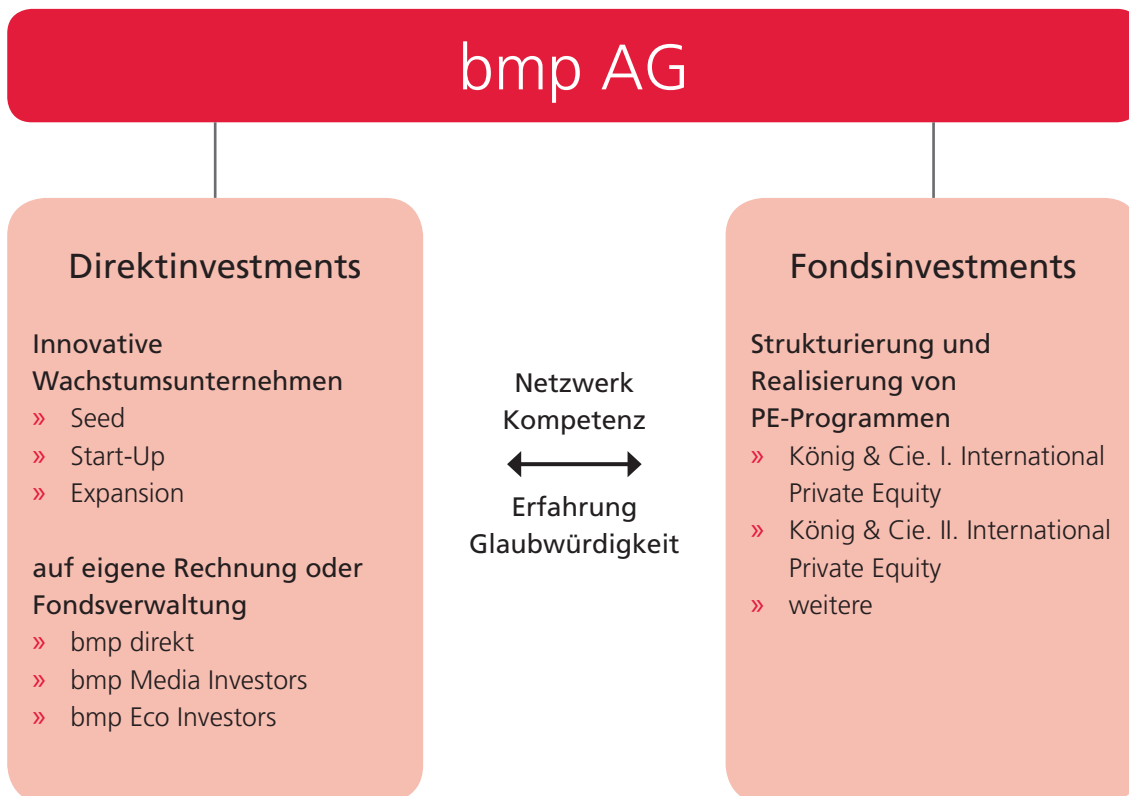 bmp AG
Direktinvestments
Innovative
Wachstumsunternehmen
» Seed
» Start-Up
» Expansion
auf eigene Rechnung oder
Fondsverwaltung
» bmp direkt
» bmp Media Investors
» bmp Eco Investors
Netzwerk
Kompetenz
Erfahrung
Glaubwürdigkeit
Fondsinvestments
Strukturierung und
Realisierung von
PE-Programmen
» König & Cie. I. International
Private Equity
» König & Cie. II. International
Private Equity
» weitere